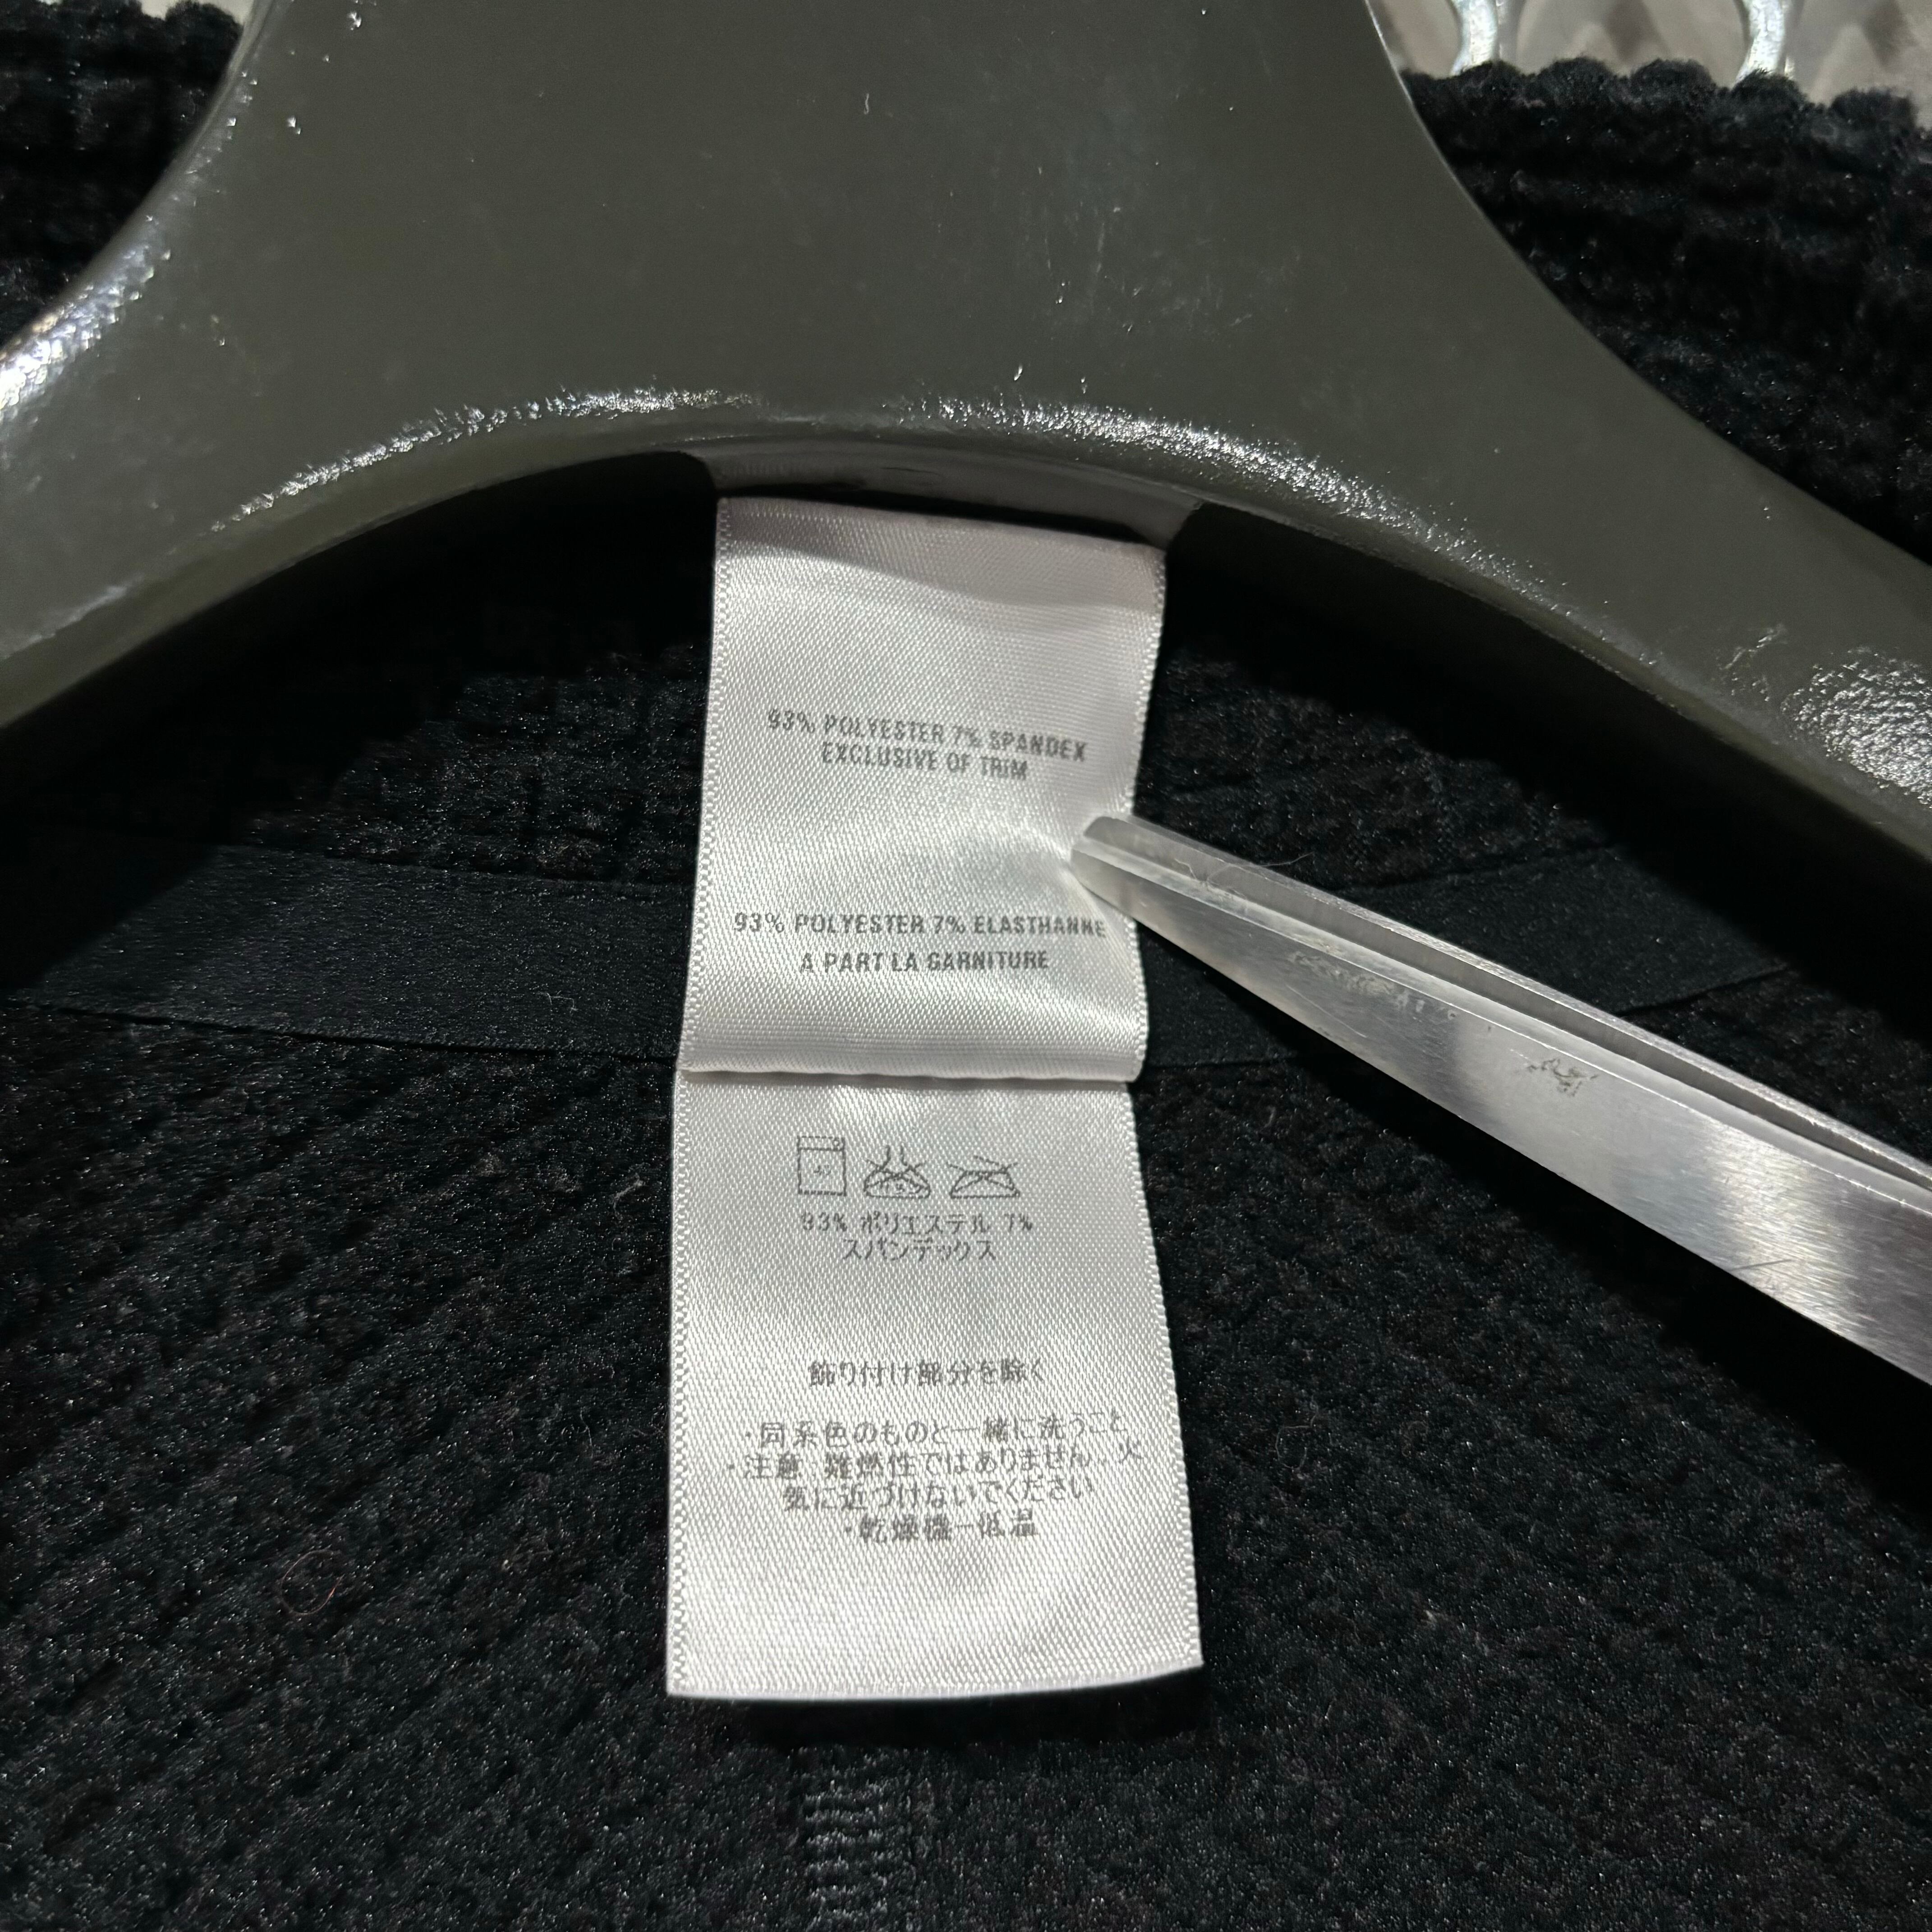 93% POLYESTER 7% SPANDEX
EXCLUSIVE OF TRIM
93% POLYESTER 7% ELASTHANNE
A PART LA GARNITURE
93% ポリエステル 7%
スパンデックス
飾り付け部分を除く
・同系色のものと一緒に洗うこと
・注意 難燃性ではありません。火
気に近づけないでください
・乾燥機－低温